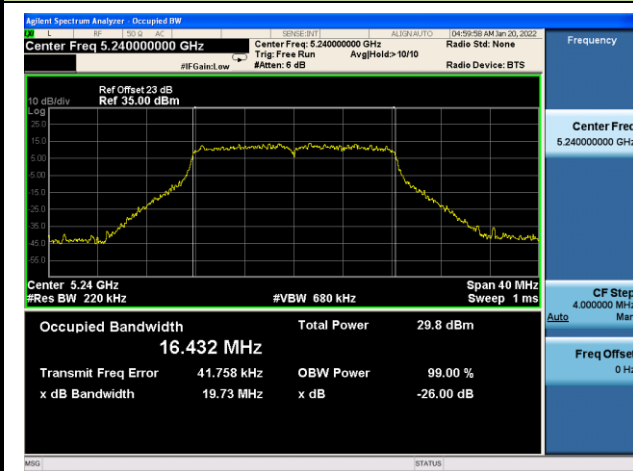 Agilent Spectrum Analyzer - Occupied BW
L RF 50 Ω AC SENSE:INT ALIGN AUTO 04:59:58 AM Jan 20, 2022
Center Freq 5.240000000 GHz Center Freq: 5.240000000 GHz Radio Std: None Frequency
Trig: Free Run Avg|Hold:> 10/10
#IFGain:Low #Atten: 6 dB Radio Device: BTS
Ref Offset 23 dB
10 dB/div Ref 35.00 dBm
Log
25.0
15.0
5.00
-5.00
-15.0
-25.0
-35.0
-45.0
-55.0
Center Freq
5.240000000 GHz
Center 5.24 GHz Span 40 MHz
#Res BW 220 kHz #VBW 680 kHz Sweep 1 ms
CF Step
4.000000 MHz
Auto Man
Occupied Bandwidth Total Power 29.8 dBm
16.432 MHz
Transmit Freq Error 41.758 kHz OBW Power 99.00 %
x dB Bandwidth 19.73 MHz x dB -26.00 dB
Freq Offset
0 Hz
MSG STATUS